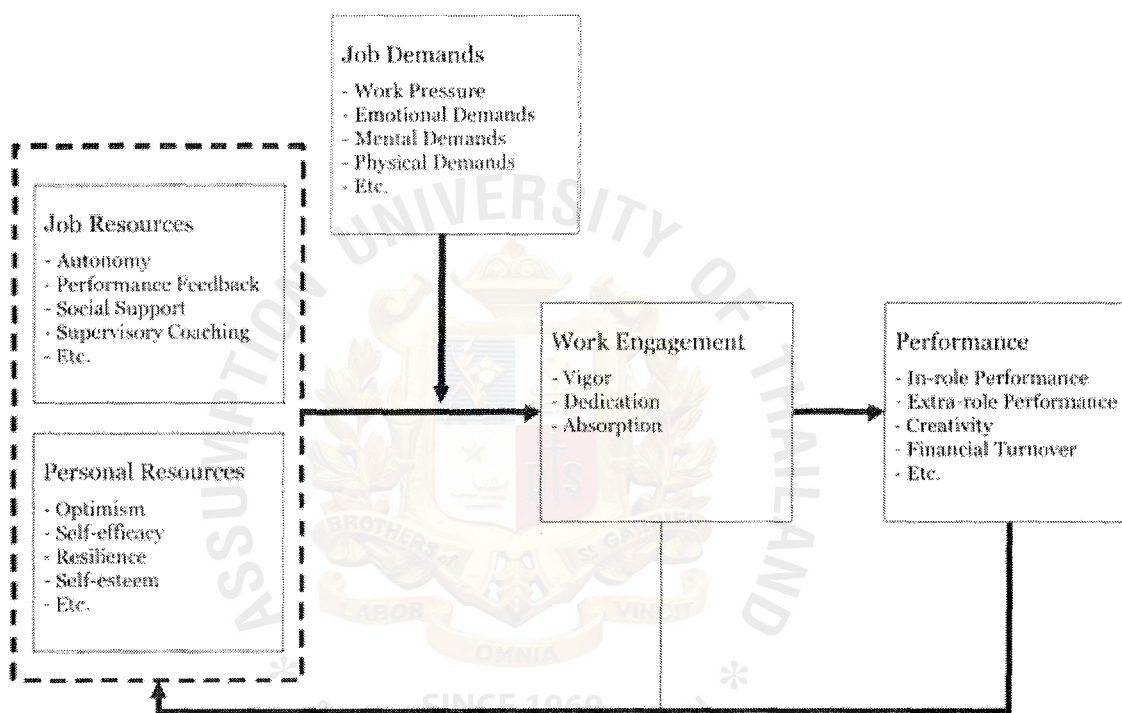 Job Demands
- Work Pressure
- Emotional Demands
- Mental Demands
- Physical Demands
- Etc.
Job Resources
- Autonomy
- Performance Feedback
- Social Support
- Supervisory Coaching
- Etc.
Personal Resources
- Optimism
- Self-efficacy
- Resilience
- Self-esteem
- Etc.
Work Engagement
- Vigor
- Dedication
- Absorption
Performance
- In-role Performance
- Extra-role Performance
- Creativity
- Financial Turnover
- Etc.
ASSUMPTION UNIVERSITY OF THAILAND
BROTHERS
& GABRIEL
LABOR
VINCIT
OMNIA
SINCE 1969